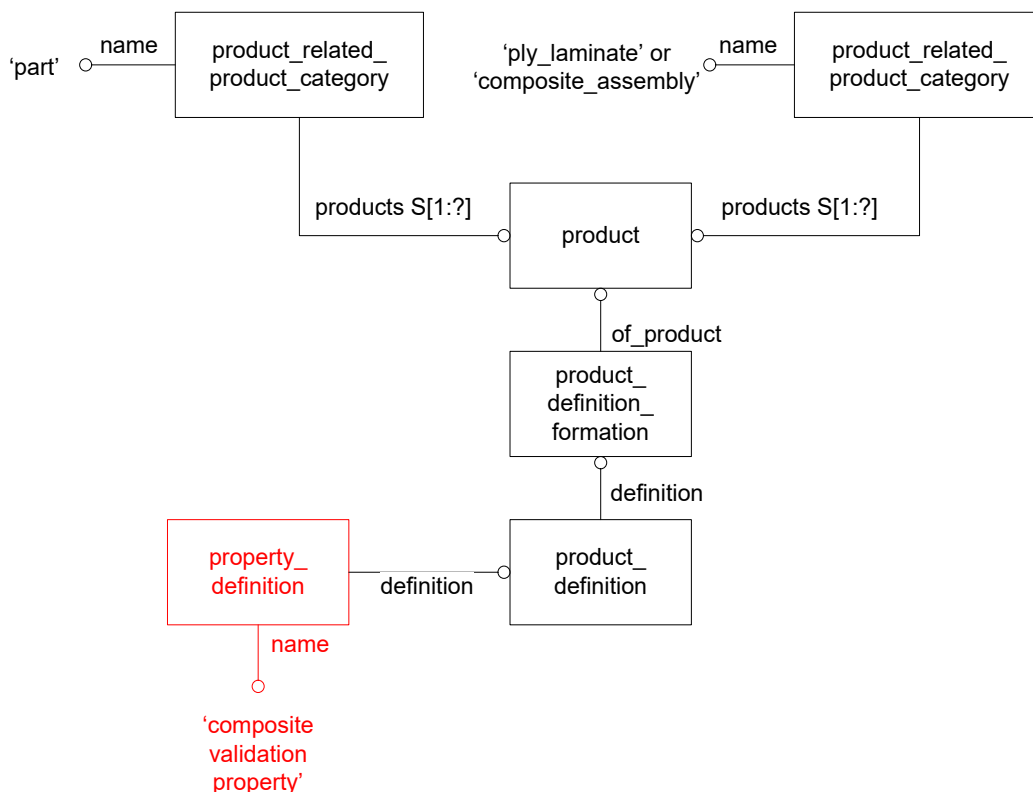 name
‘part’
product_related_
product_category
‘ply_laminate’ or
‘composite_assembly’
name
product_related_
product_category
products S[1:?]
products S[1:?]
product
of_product
product_
definition_
formation
definition
property_
definition
definition
product_
definition
name
‘composite
validation
property’